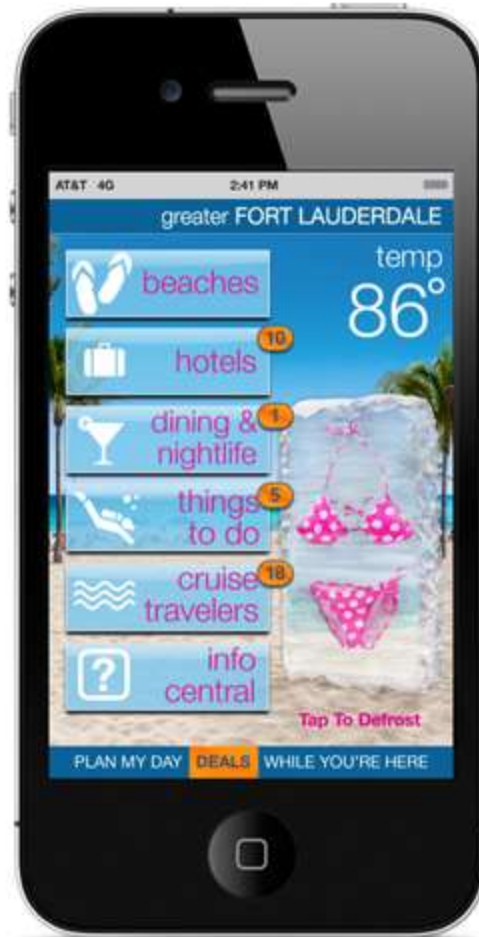 AT&T 4G 2:41 PM
greater FORT LAUDERDALE
temp
86°
beaches
10
hotels
1
dining &
nightlife
5
things
to do
18
cruise
travelers
?
info
central
Tap To Defrost
PLAN MY DAY DEALS WHILE YOU'RE HERE